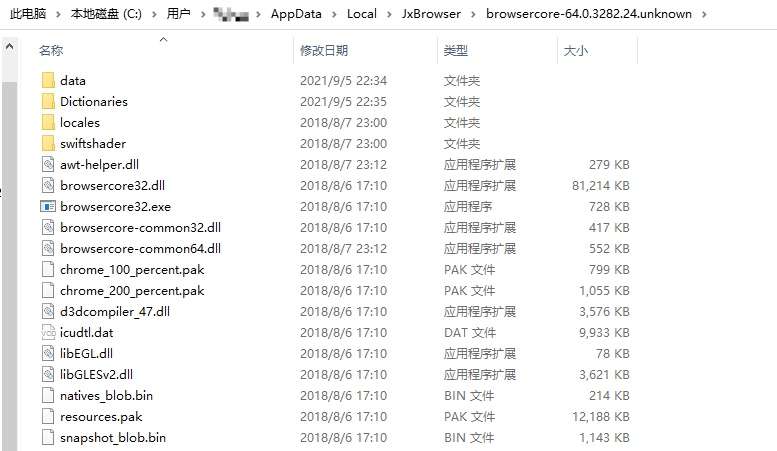 此电脑 > 本地磁盘 (C:) > 用户 > > AppData > Local > JxBrowser > browsercore-64.0.3282.24.unknown >
名称 修改日期 类型 大小
data 2021/9/5 22:34 文件夹
Dictionaries 2021/9/5 22:35 文件夹
locales 2018/8/7 23:00 文件夹
swiftshader 2018/8/7 23:00 文件夹
awt-helper.dll 2018/8/7 23:12 应用程序扩展 279 KB
browsercore32.dll 2018/8/6 17:10 应用程序扩展 81,214 KB
browsercore32.exe 2018/8/6 17:10 应用程序 728 KB
browsercore-common32.dll 2018/8/6 17:10 应用程序扩展 417 KB
browsercore-common64.dll 2018/8/7 23:12 应用程序扩展 552 KB
chrome_100_percent.pak 2018/8/6 17:10 PAK 文件 799 KB
chrome_200_percent.pak 2018/8/6 17:10 PAK 文件 1,055 KB
d3dcompiler_47.dll 2018/8/6 17:10 应用程序扩展 3,576 KB
icudtl.dat 2018/8/6 17:10 DAT 文件 9,933 KB
libEGL.dll 2018/8/6 17:10 应用程序扩展 78 KB
libGLESv2.dll 2018/8/6 17:10 应用程序扩展 3,621 KB
natives_blob.bin 2018/8/6 17:10 BIN 文件 214 KB
resources.pak 2018/8/6 17:10 PAK 文件 12,188 KB
snapshot_blob.bin 2018/8/6 17:10 BIN 文件 1,143 KB